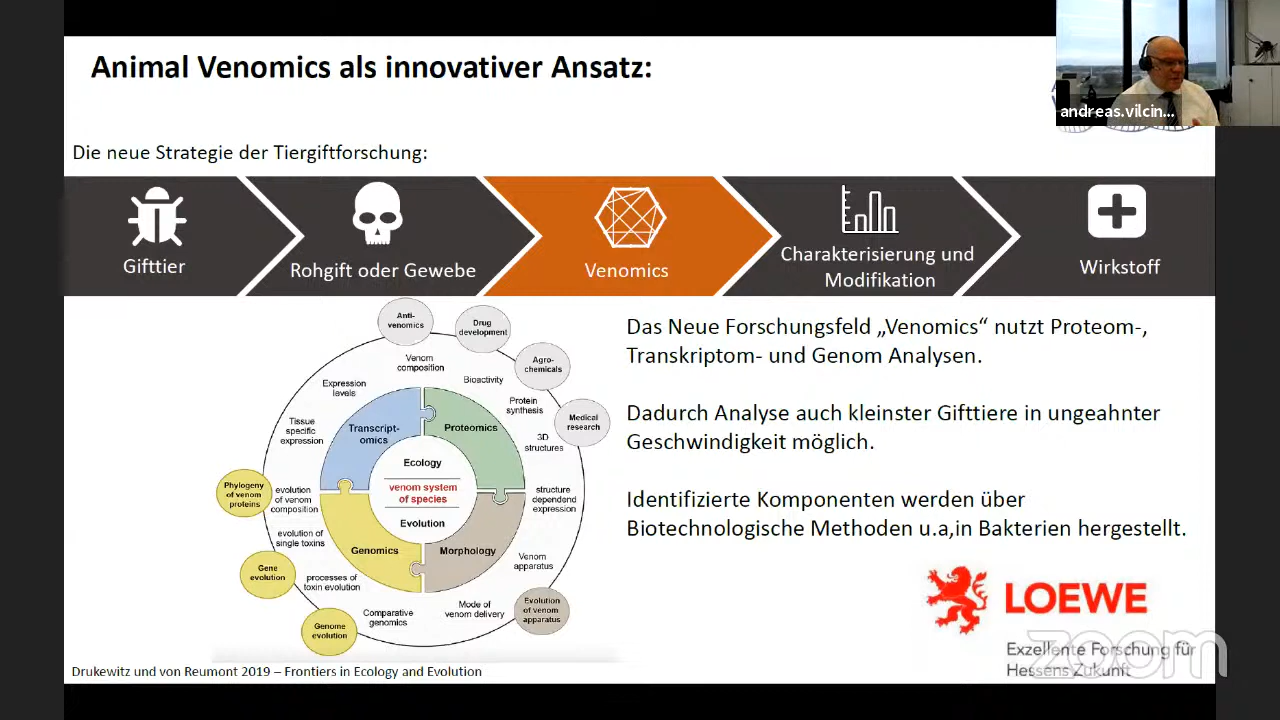 Animal Venomics als innovativer Ansatz:
andreas.vilcin...
Die neue Strategie der Tiergiftforschung:
Gifttier
Rohgift oder Gewebe
Venomics
Charakterisierung und
Modifikation
Wirkstoff
Anti-
venomics
Drug
development
Agro-
chemicals
Medical
research
Venom
composition
Bioactivity
Protein
synthesis
3D
structures
structure
dependend
expression
Expression
levels
Tissue
specific
expression
Transcript-
omics
Proteomics
Ecology
venom system
of species
Evolution
Genomics
Morphology
Phylogeny
of venom
proteins
evolution
of venom
composition
evolution of
single toxins
Gene
evolution
processes of
toxin evolution
Genome
evolution
Comparative
genomics
Mode of
venom delivery
Venom
apparatus
Evolution
of venom
apparatus
Das Neue Forschungsfeld „Venomics“ nutzt Proteom-,
Transkriptom- und Genom Analysen.
Dadurch Analyse auch kleinster Gifttiere in ungeahnter
Geschwindigkeit möglich.
Identifizierte Komponenten werden über
Biotechnologische Methoden u.a,in Bakterien hergestellt.
LOEWE
Exzellente Forschung für
Hessens Zukunft
zoom
Drukewitz und von Reumont 2019 – Frontiers in Ecology and Evolution